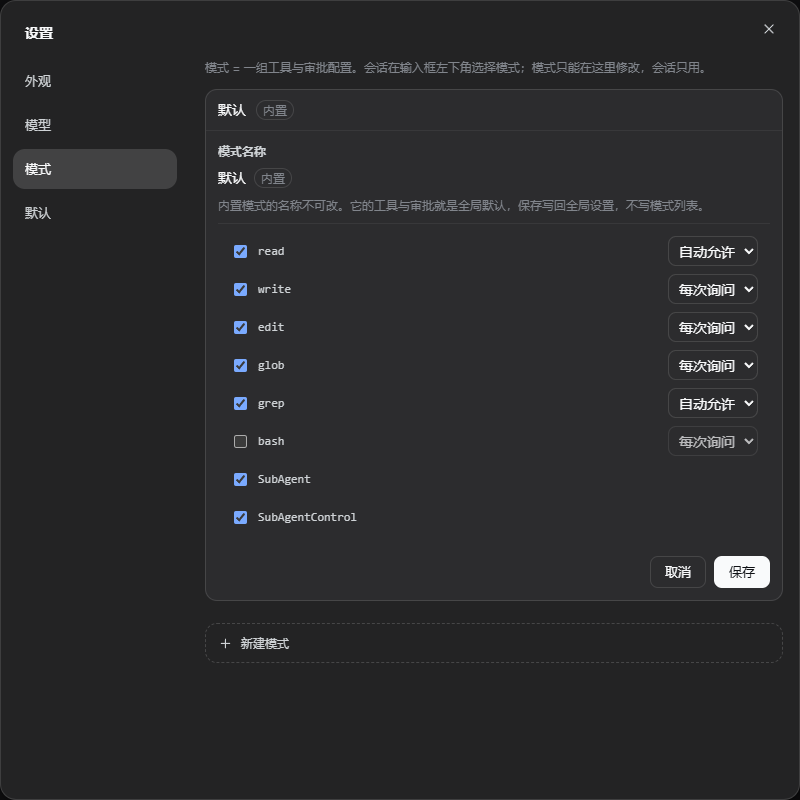 设置
外观
模型
模式
默认
模式 = 一组工具与审批配置。会话在输入框左下角选择模式；模式只能在这里修改，会话只用。
默认 内置
模式名称
默认 内置
内置模式的名称不可改。它的工具与审批就是全局默认，保存写回全局设置，不写模式列表。
read 自动允许
write 每次询问
edit 每次询问
glob 每次询问
grep 自动允许
bash 每次询问
SubAgent
SubAgentControl
取消 保存
+ 新建模式